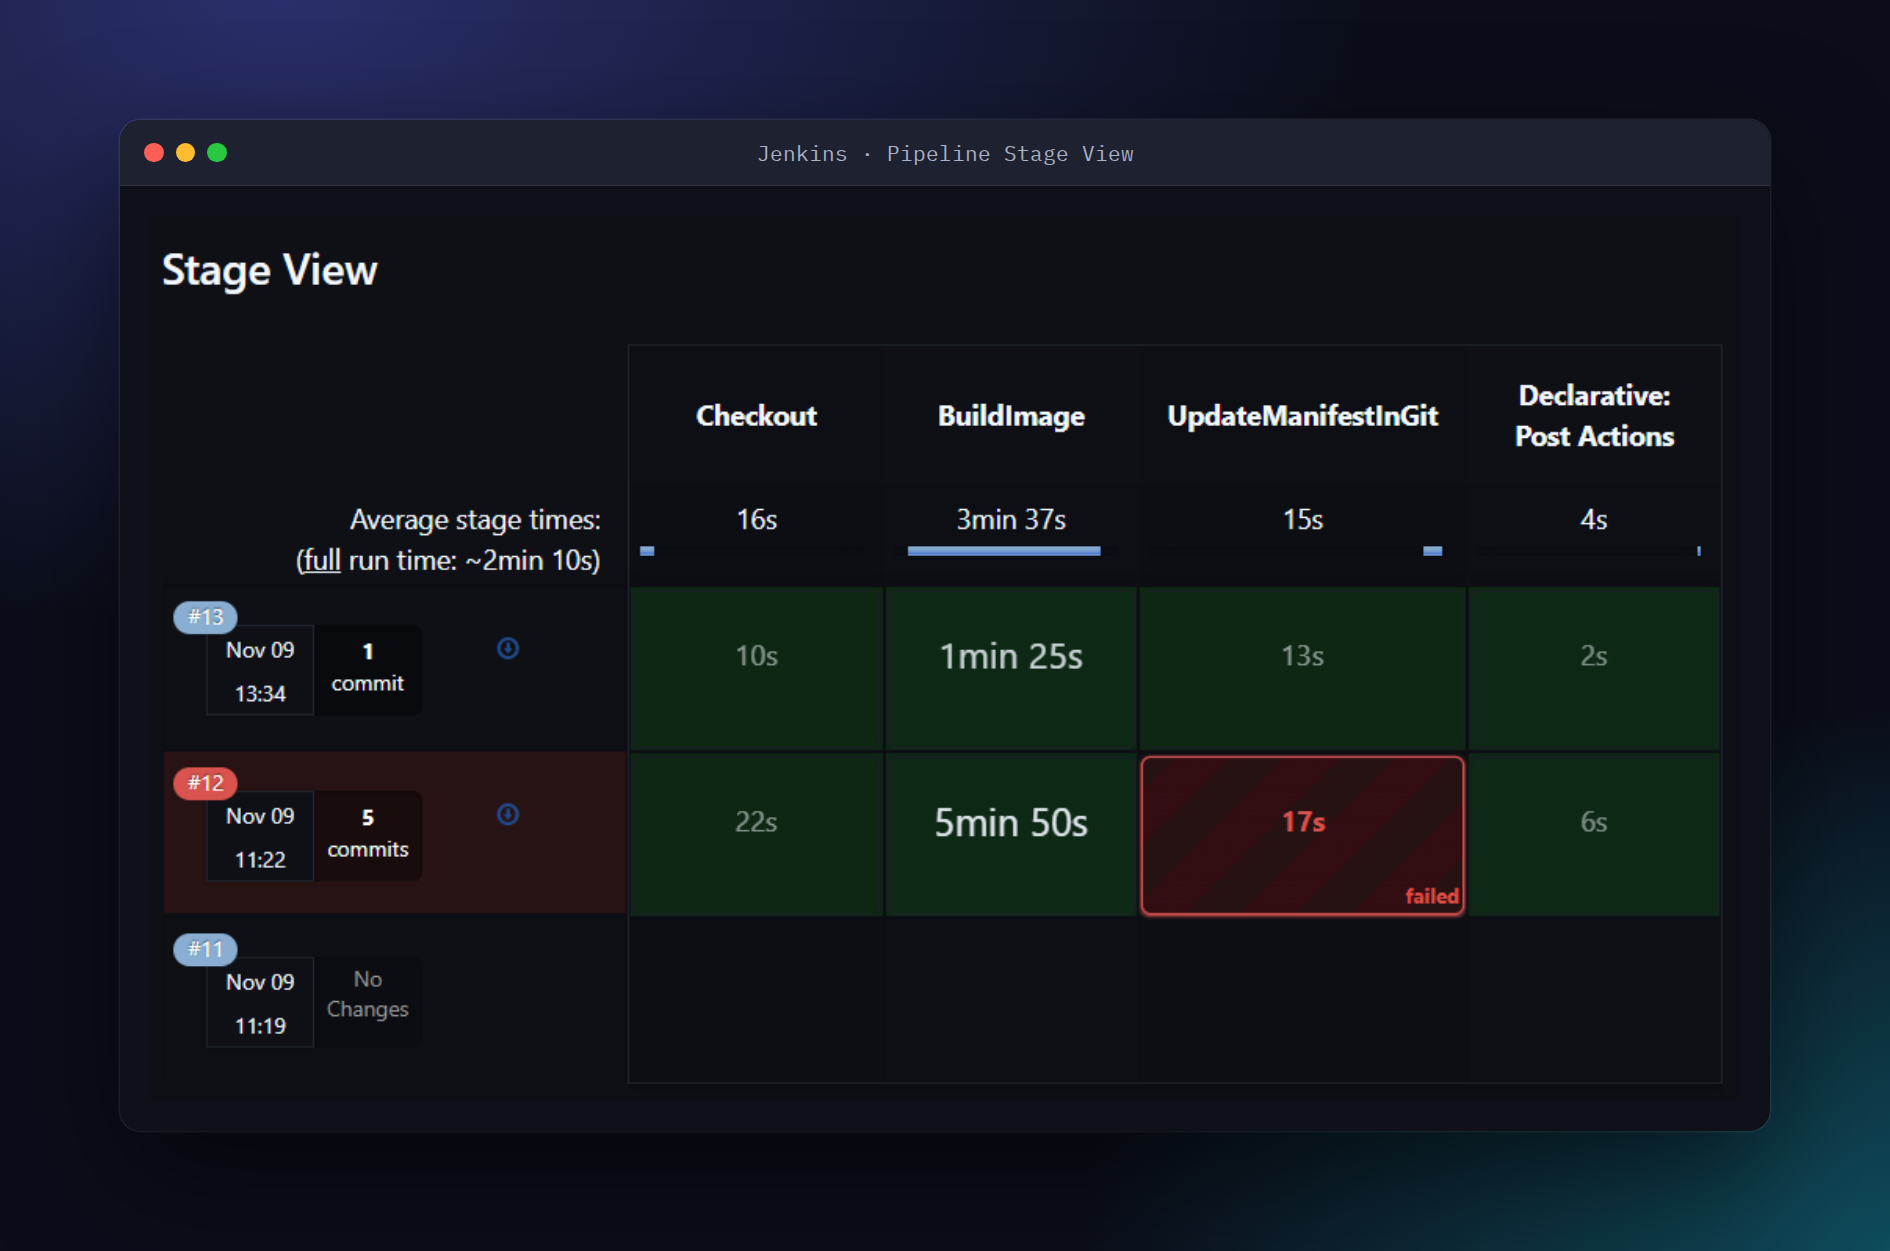 Jenkins · Pipeline Stage View
Stage View
Checkout
BuildImage
UpdateManifestInGit
Declarative:
Post Actions
Average stage times:
(full run time: ~2min 10s)
16s
3min 37s
15s
4s
#13
Nov 09
13:34
1
commit
10s
1min 25s
13s
2s
#12
Nov 09
11:22
5
commits
22s
5min 50s
17s
failed
6s
#11
Nov 09
11:19
No
Changes